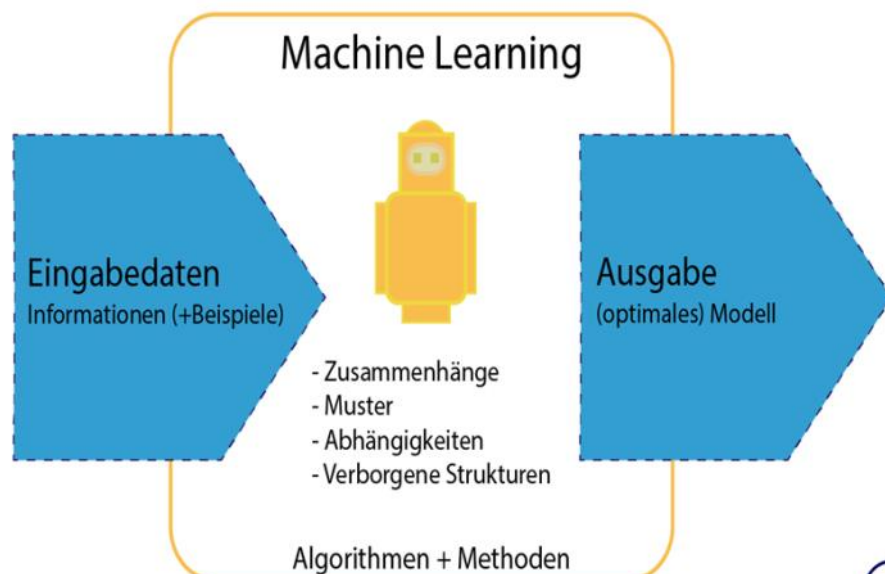 Machine Learning
Eingabedaten
Informationen (+Beispiele)
- Zusammenhänge
- Muster
- Abhängigkeiten
- Verborgene Strukturen
Algorithmen + Methoden
Ausgabe
(optimales) Modell